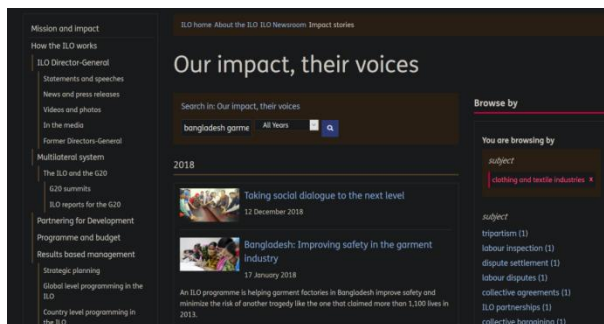 Mission and impact
How the ILO works
ILO Director-General
Statements and speeches
News and press releases
Videos and photos
In the media
Former Directors-General
Multilateral system
The ILO and the G20
G20 summits
ILO reports for the G20
Partnering for Development
Programme and budget
Results based management
Strategic planning
Global level programming in the
ILO
Country level programming in
the ILO
ILO home About the ILO ILO Newsroom Impact stories
Our impact, their voices
Search in: Our impact, their voices
bangladesh garme All Years
2018
Taking social dialogue to the next level
12 December 2018
Bangladesh: Improving safety in the garment
industry
17 January 2018
An ILO programme is helping garment factories in Bangladesh improve safety and
minimize the risk of another tragedy like the one that claimed more than 1,100 lives in
2013.
Browse by
You are browsing by
subject
clothing and textile industries x
subject
tripartism (1)
labour inspection (1)
dispute settlement (1)
labour disputes (1)
collective agreements (1)
ILO partnerships (1)
collective bargaining (1)